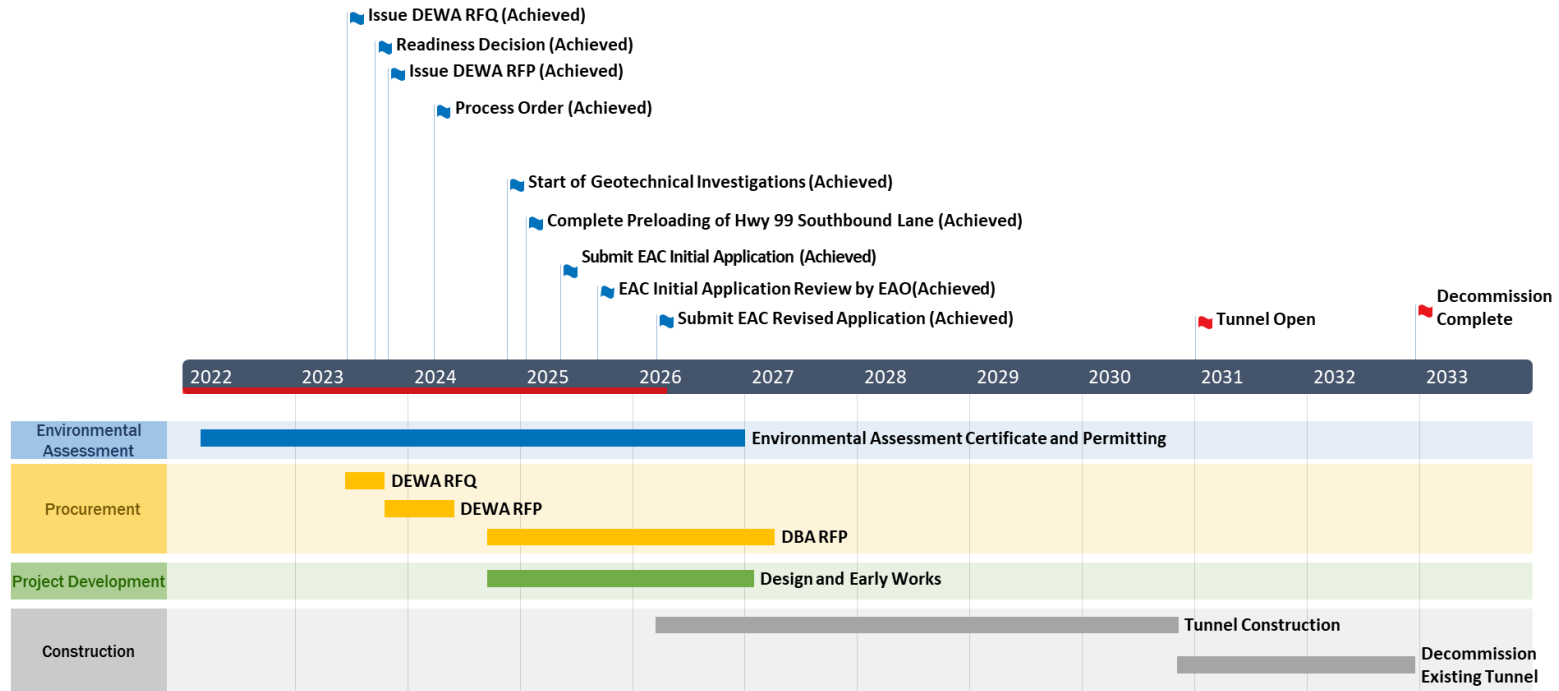 Issue DEWA RFQ (Achieved)
Readiness Decision (Achieved)
Issue DEWA RFP (Achieved)
Process Order (Achieved)
Start of Geotechnical Investigations (Achieved)
Complete Preloading of Hwy 99 Southbound Lane (Achieved)
Submit EAC Initial Application (Achieved)
EAC Initial Application Review by EAO(Achieved)
Submit EAC Revised Application (Achieved)
Tunnel Open
Decommission
Complete
2022 2023 2024 2025 2026 2027 2028 2029 2030 2031 2032 2033
Environmental
Assessment
Environmental Assessment Certificate and Permitting
Procurement
DEWA RFQ
DEWA RFP
DBA RFP
Project Development
Design and Early Works
Construction
Tunnel Construction
Decommission
Existing Tunnel